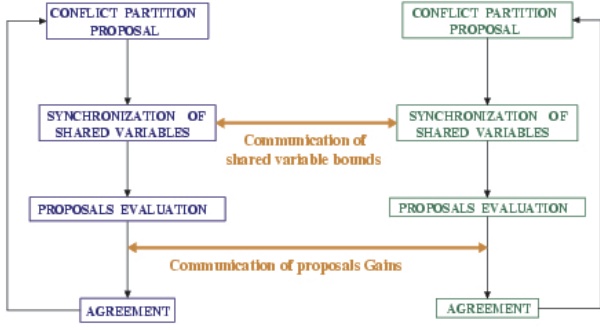 CONFLICT PARTITION
PROPOSAL
SYNCHRONIZATION OF
SHARED VARIABLES
PROPOSALS EVALUATION
AGREEMENT
Communication of
shared variable bounds
Communication of proposals Gains
CONFLICT PARTITION
PROPOSAL
SYNCHRONIZATION OF
SHARED VARIABLES
PROPOSALS EVALUATION
AGREEMENT